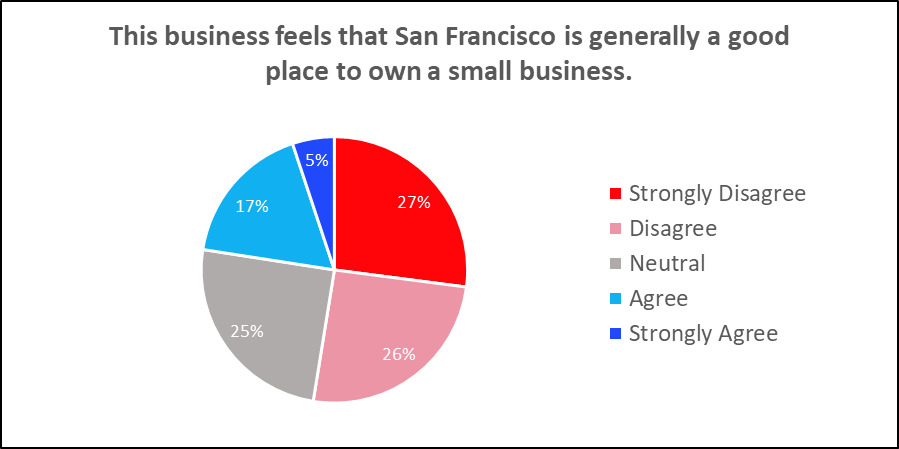 This business feels that San Francisco is generally a good
place to own a small business.
5%
27%
17%
25%
26%
Strongly Disagree
Disagree
Neutral
Agree
Strongly Agree